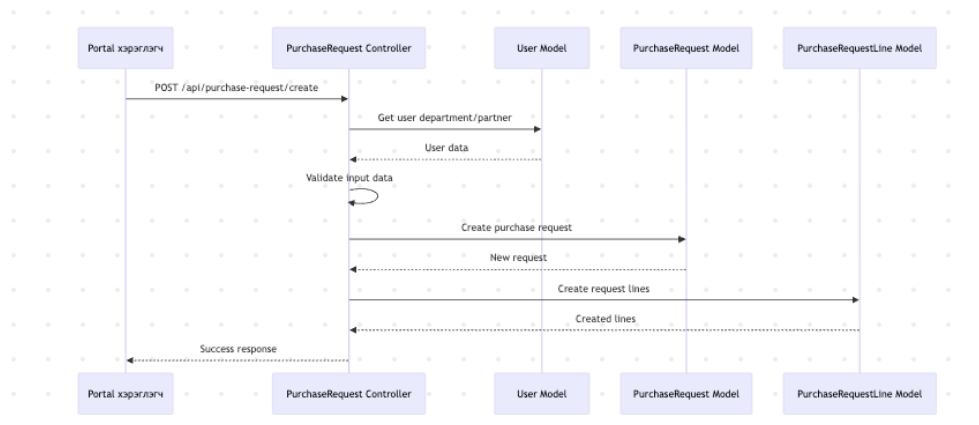 Portal хэрэглэгч
PurchaseRequest Controller
User Model
PurchaseRequest Model
PurchaseRequestLine Model
POST /api/purchase-request/create
Get user department/partner
User data
Validate input data
Create purchase request
New request
Create request lines
Created lines
Success response
Portal хэрэглэгч
PurchaseRequest Controller
User Model
PurchaseRequest Model
PurchaseRequestLine Model